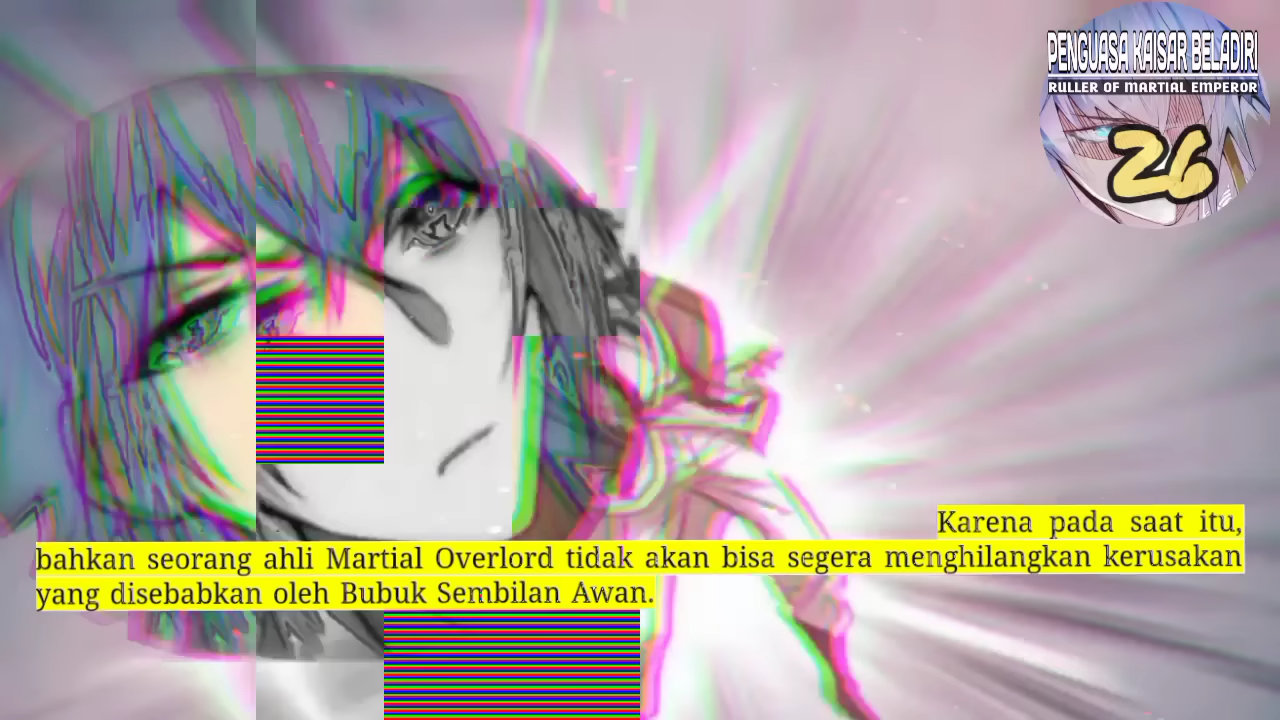 PENGUASA KAISAR BELADIRI
RULLER OF MARTIAL EMPEROR
26
Karena pada saat itu,
bahkan seorang ahli Martial Overlord tidak akan bisa segera menghilangkan kerusakan
yang disebabkan oleh Bubuk Sembilan Awan.